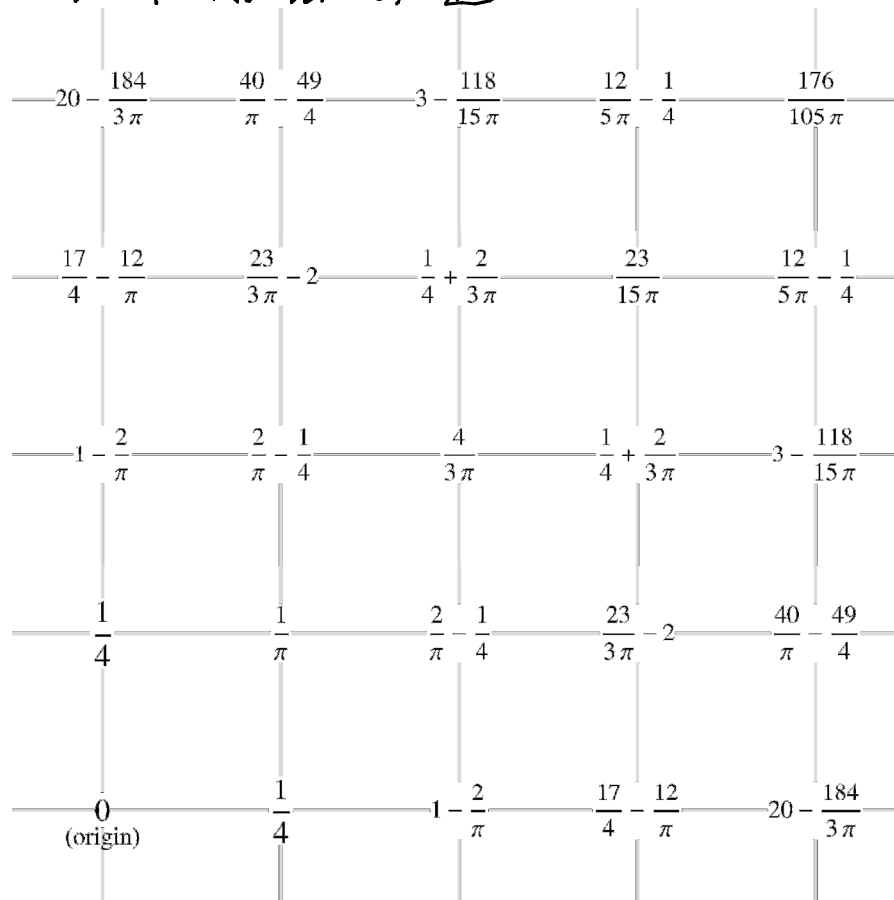 20 − 184/(3π) 40/π − 49/4 3 − 118/(15π) 12/(5π) − 1/4 176/(105π)
17/4 − 12/π 23/(3π) − 2 1/4 + 2/(3π) 23/(15π) 12/(5π) − 1/4
1 − 2/π 2/π − 1/4 4/(3π) 1/4 + 2/(3π) 3 − 118/(15π)
1/4 1/π 2/π − 1/4 23/(3π) − 2 40/π − 49/4
0 1/4 1 − 2/π 17/4 − 12/π 20 − 184/(3π)
(origin)